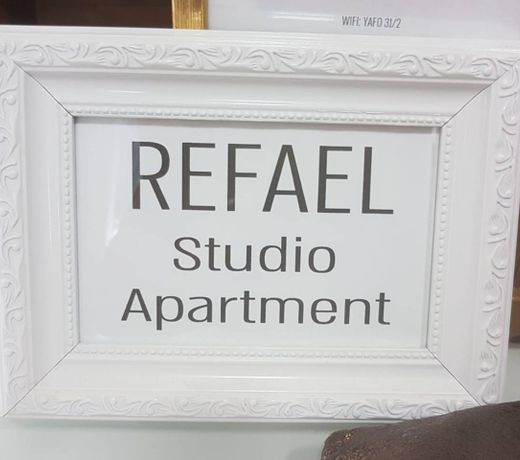 WIFI: YAFO 31/2
REFAEL
Studio
Apartment